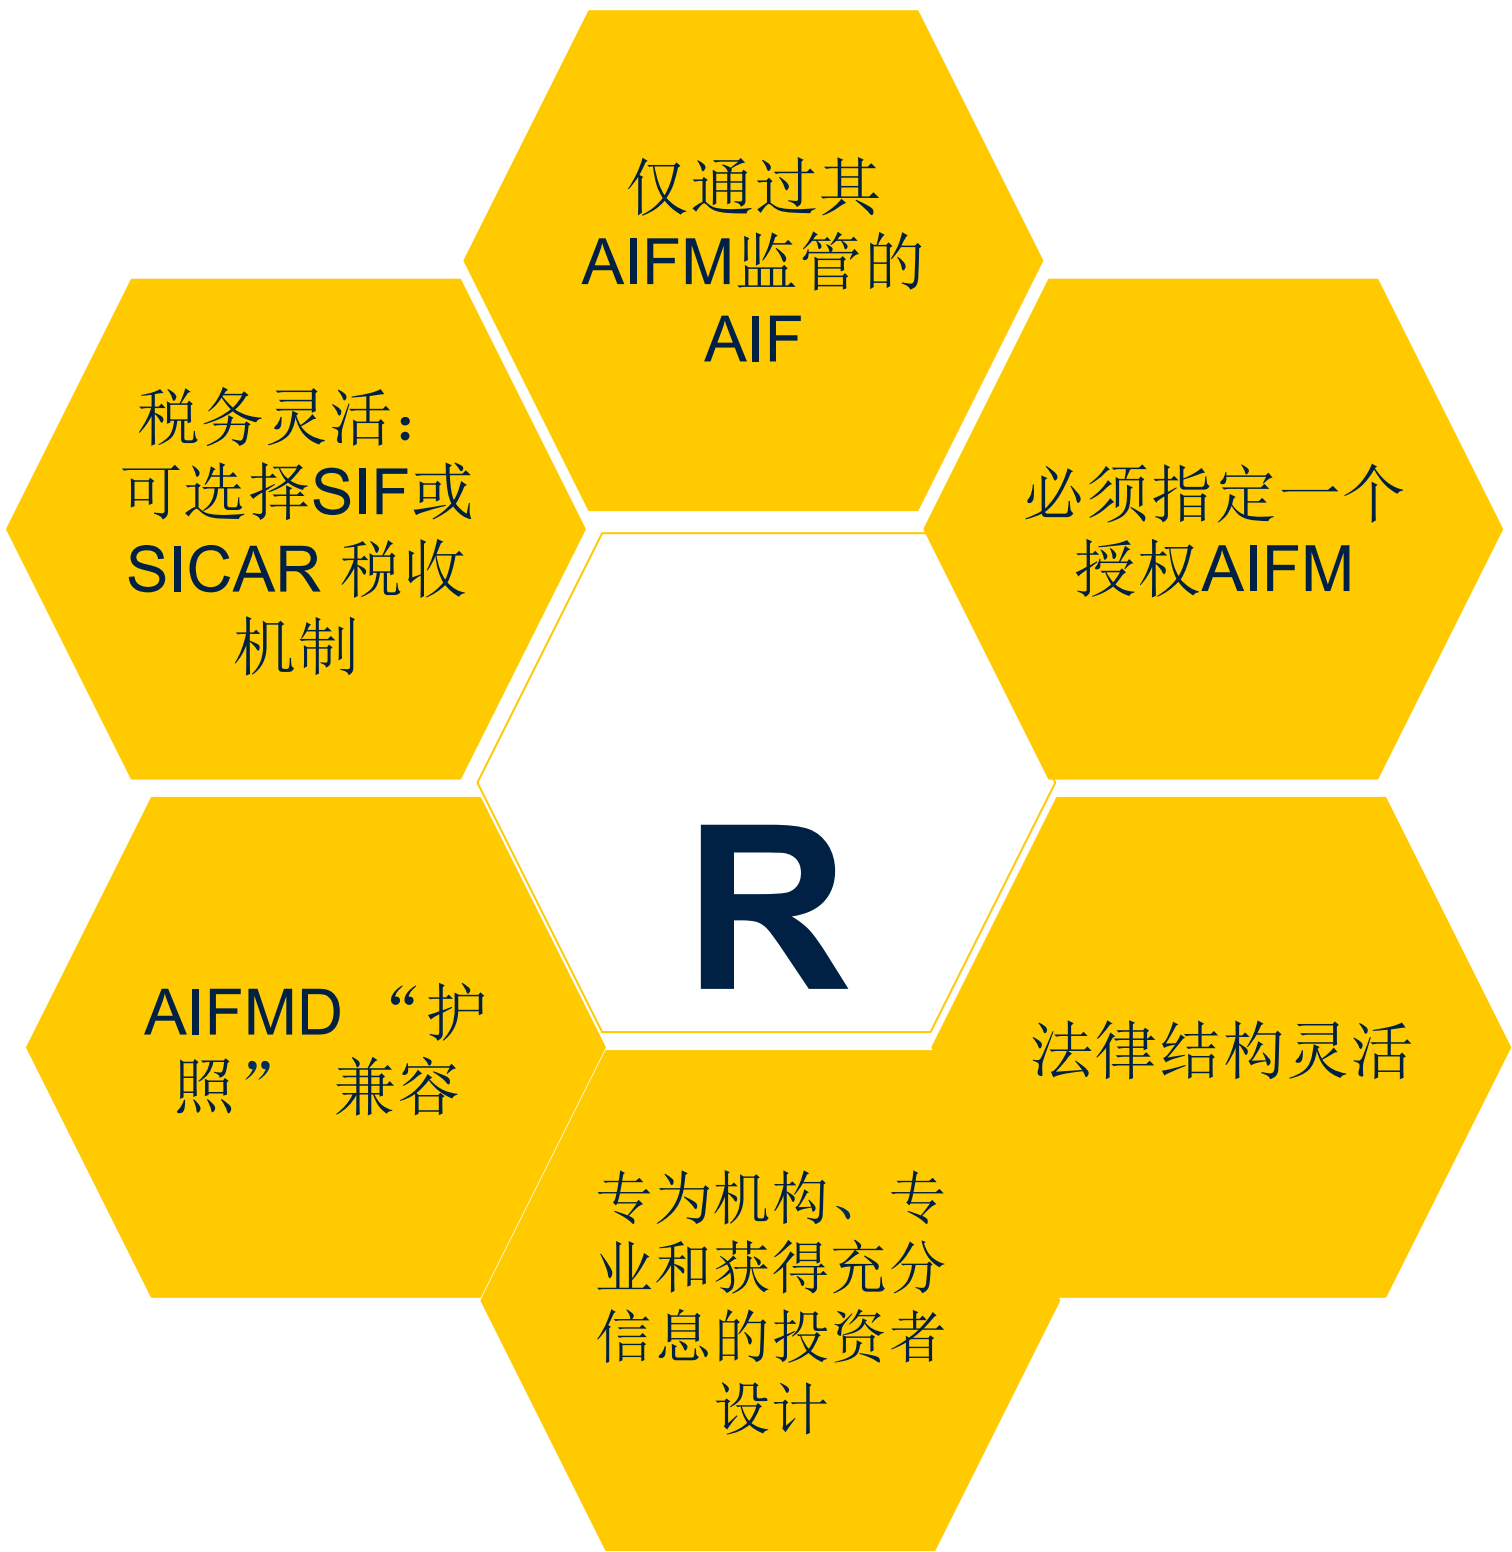 仅通过其
AIFM监管的
AIF
必须指定一个
授权AIFM
法律结构灵活
专为机构、专
业和获得充分
信息的投资者
设计
AIFMD “护
照” 兼容
税务灵活：
可选择SIF或
SICAR 税收
机制
R